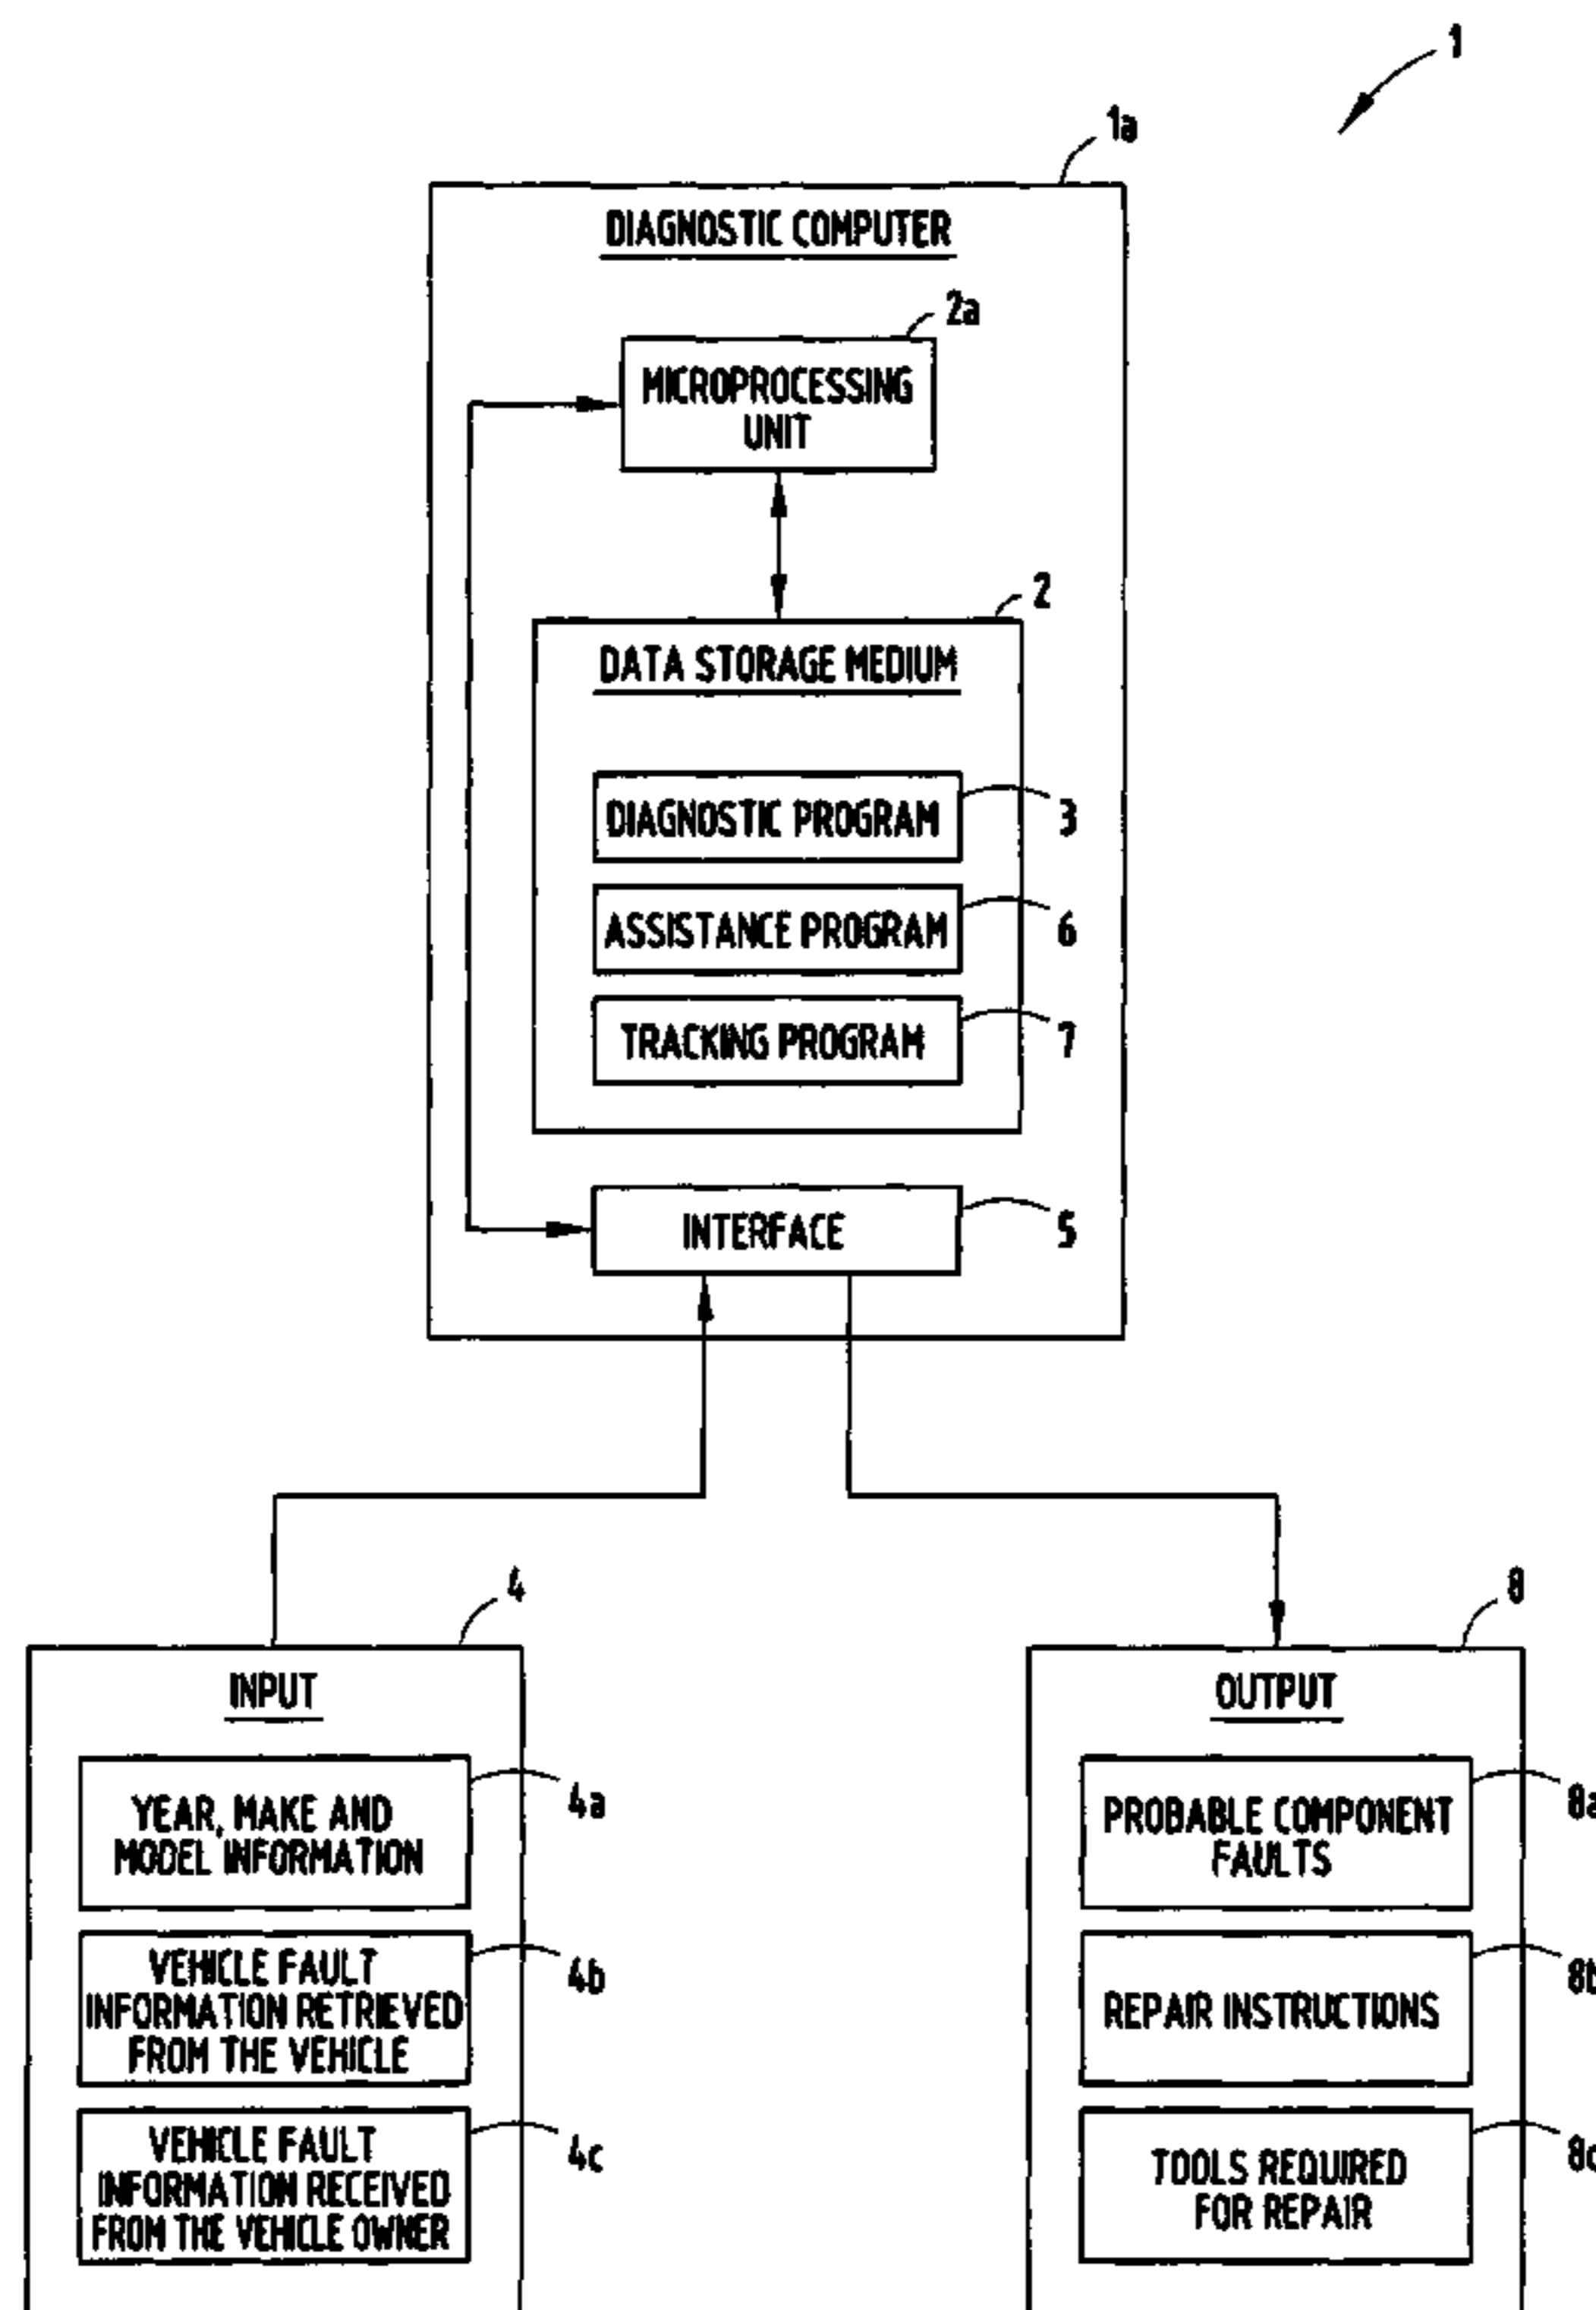 1
1a
DIAGNOSTIC COMPUTER
2a
MICROPROCESSING
UNIT
2
DATA STORAGE MEDIUM
DIAGNOSTIC PROGRAM
3
ASSISTANCE PROGRAM
6
TRACKING PROGRAM
7
INTERFACE
5
4
INPUT
YEAR, MAKE AND
MODEL INFORMATION
4a
VEHICLE FAULT
INFORMATION RETRIEVED
FROM THE VEHICLE
4b
VEHICLE FAULT
INFORMATION RECEIVED
FROM THE VEHICLE OWNER
4c
8
OUTPUT
PROBABLE COMPONENT
FAULTS
8a
REPAIR INSTRUCTIONS
8b
TOOLS REQUIRED
FOR REPAIR